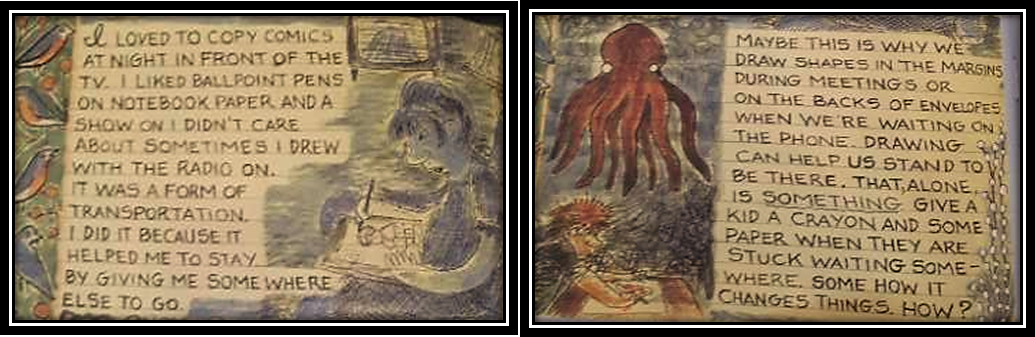 I LOVED TO COPY COMICS
AT NIGHT IN FRONT OF THE
TV. I LIKED BALLPOINT PENS
ON NOTEBOOK PAPER AND A
SHOW ON I DIDN'T CARE
ABOUT SOMETIMES I DREW
WITH THE RADIO ON.
IT WAS A FORM OF
TRANSPORTATION.
I DID IT BECAUSE IT
HELPED ME TO STAY
BY GIVING ME SOME WHERE
ELSE TO GO.
MAYBE THIS IS WHY WE
DRAW SHAPES IN THE MARGINS
DURING MEETINGS OR
ON THE BACKS OF ENVELOPES
WHEN WE'RE WAITING ON
THE PHONE. DRAWING
CAN HELP US STAND TO
BE THERE. THAT, ALONE,
IS SOMETHING. GIVE A
KID A CRAYON AND SOME
PAPER WHEN THEY ARE
STUCK WAITING SOME-
WHERE. SOME HOW IT
CHANGES THINGS. HOW?